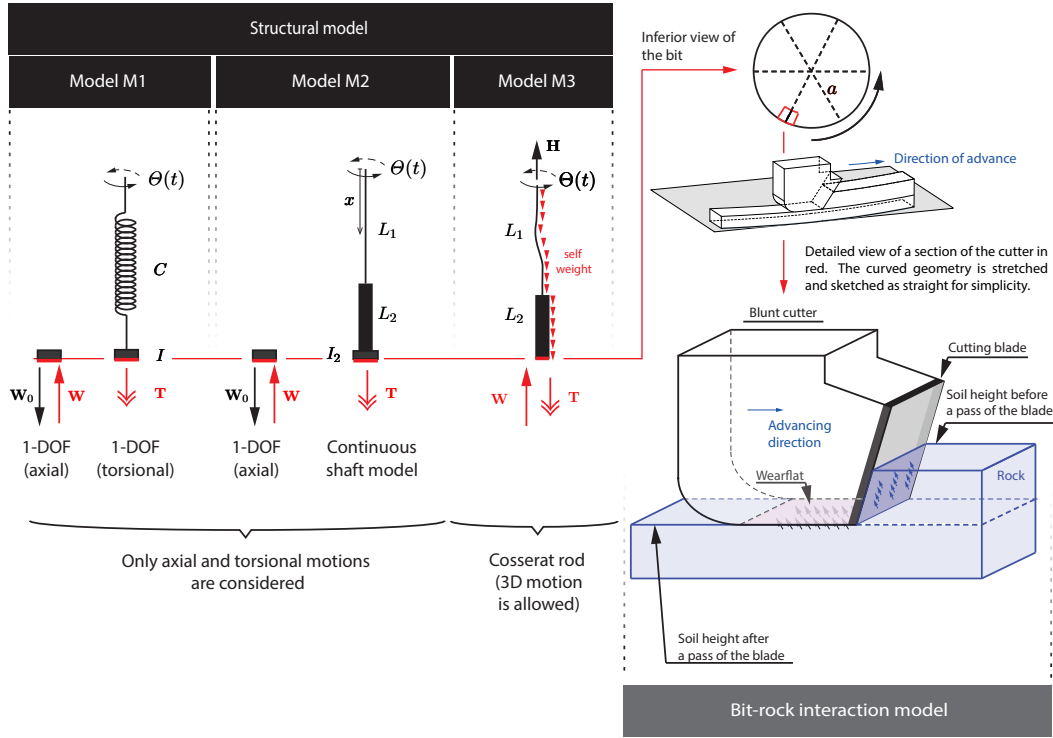 Structural model
Model M1
Model M2
Model M3
Θ(t)
C
I
W₀
W
T
1-DOF
(axial)
1-DOF
(torsional)
Θ(t)
x
L₁
L₂
I₂
W₀
W
T
1-DOF
(axial)
Continuous
shaft model
H
Θ(t)
L₁
self
weight
L₂
W
T
Only axial and torsional motions
are considered
Cosserat rod
(3D motion
is allowed)
Inferior view of
the bit
a
Direction of advance
Detailed view of a section of the cutter in
red. The curved geometry is stretched
and sketched as straight for simplicity.
Blunt cutter
Cutting blade
Soil height before
a pass of the blade
Advancing
direction
Wearflat
Rock
Soil height after
a pass of the blade
Bit-rock interaction model